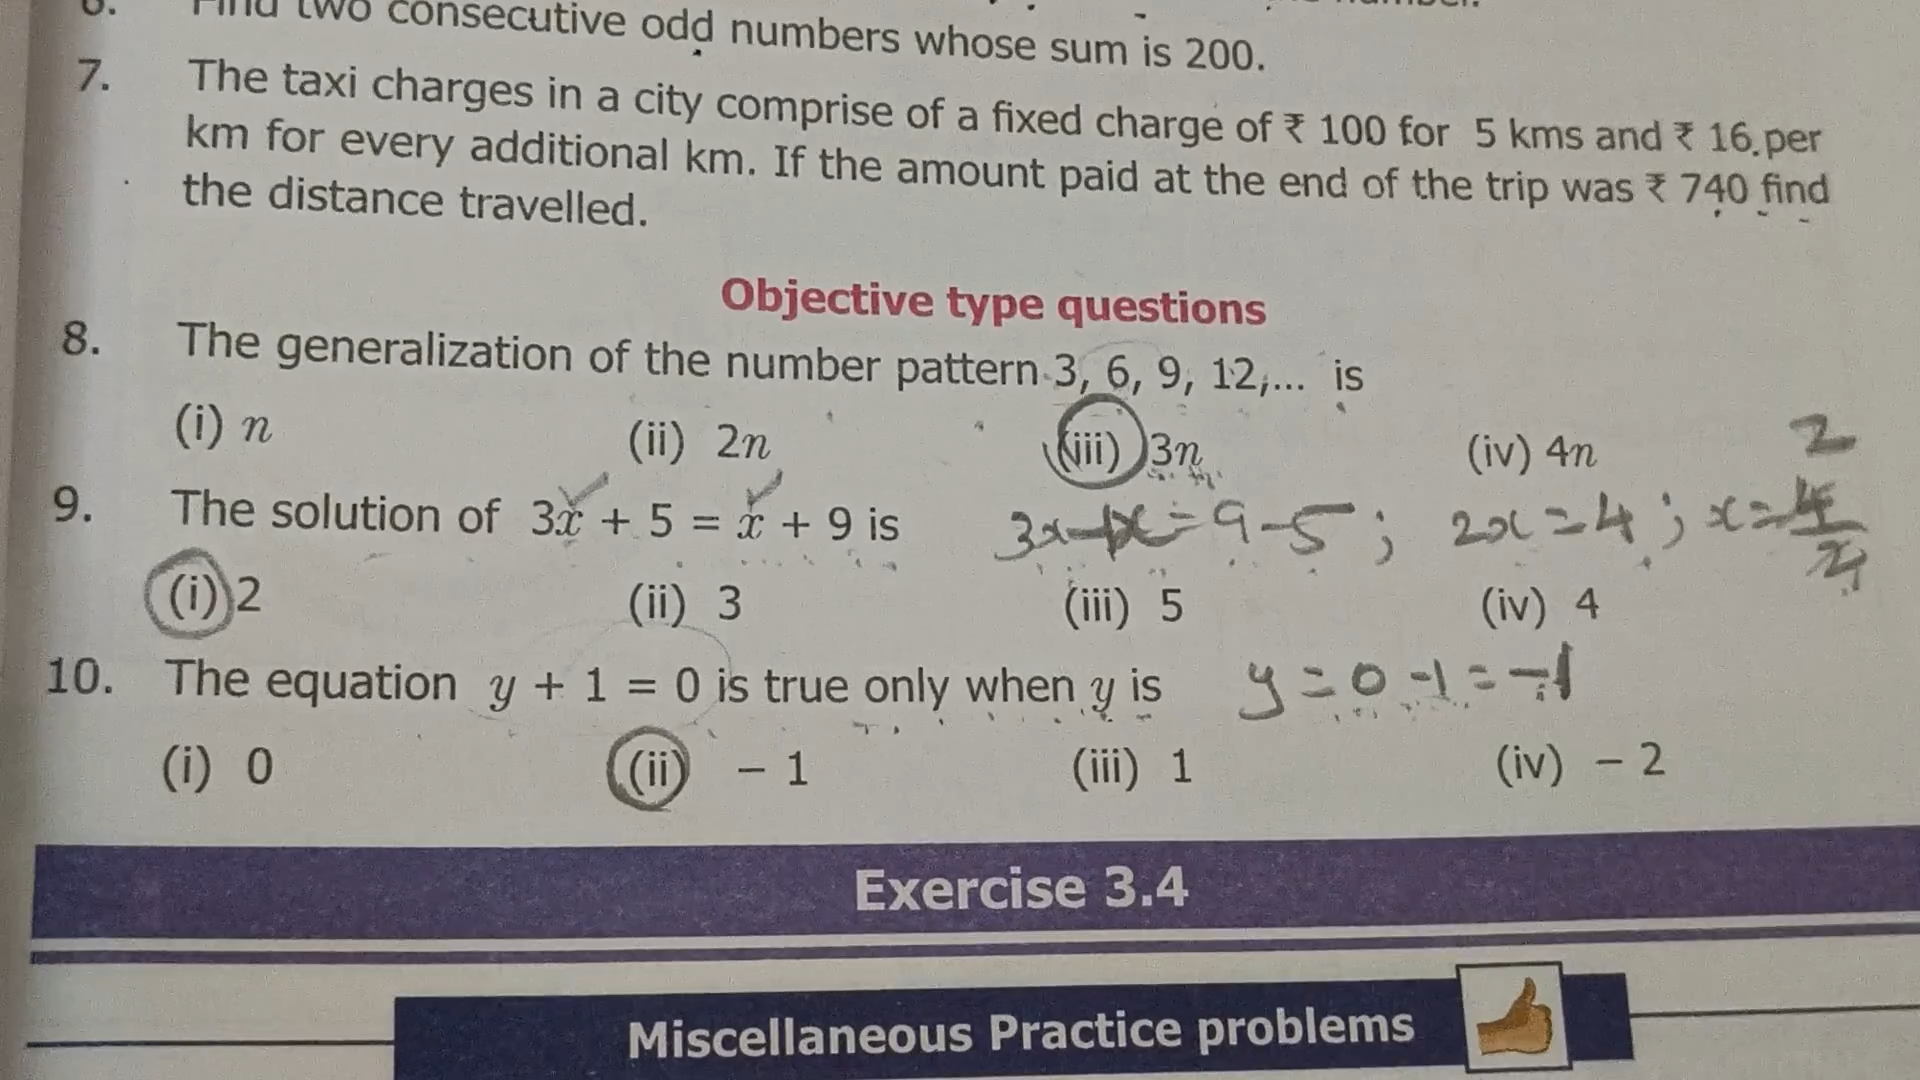 6. Find two consecutive odd numbers whose sum is 200.
7. The taxi charges in a city comprise of a fixed charge of ₹ 100 for 5 kms and ₹ 16 per
km for every additional km. If the amount paid at the end of the trip was ₹ 740 find
the distance travelled.
Objective type questions
8. The generalization of the number pattern 3, 6, 9, 12,... is
(i) n (ii) 2n (iii) 3n (iv) 4n
9. The solution of 3x + 5 = x + 9 is 3x-x=9-5; 2x=4; x=4/2 2
(i) 2 (ii) 3 (iii) 5 (iv) 4
10. The equation y + 1 = 0 is true only when y is y=0-1=-1
(i) 0 (ii) - 1 (iii) 1 (iv) - 2
Exercise 3.4
Miscellaneous Practice problems